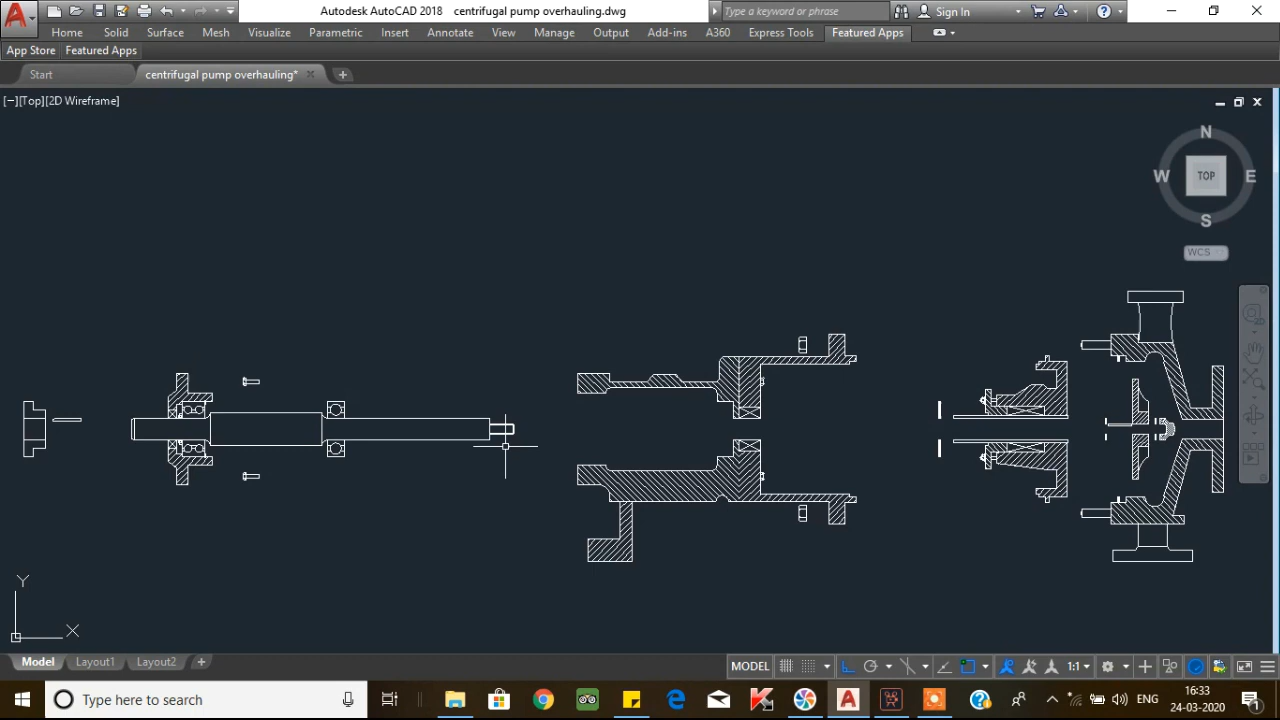 Autodesk AutoCAD 2018 centrifugal pump overhauling.dwg
Type a keyword or phrase
Sign In
Home Solid Surface Mesh Visualize Parametric Insert Annotate View Manage Output Add-ins A360 Express Tools Featured Apps
App Store Featured Apps
Start
centrifugal pump overhauling*
[−][Top][2D Wireframe]
N
W TOP E
S
WCS
Y
X
Model Layout1 Layout2
MODEL
1:1
Type here to search
ENG
16:33
24-03-2020
1